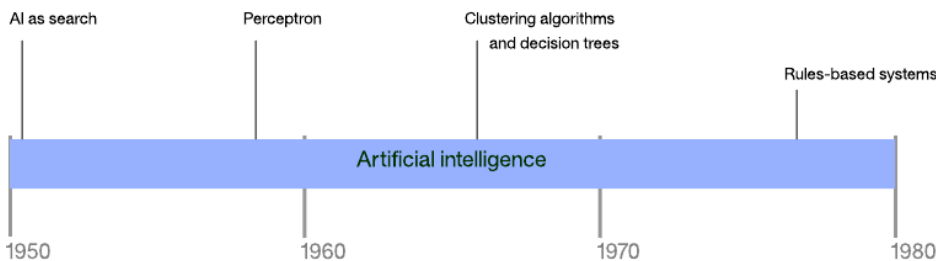 AI as search
Perceptron
Clustering algorithms
and decision trees
Rules-based systems
Artificial intelligence
1950
1960
1970
1980